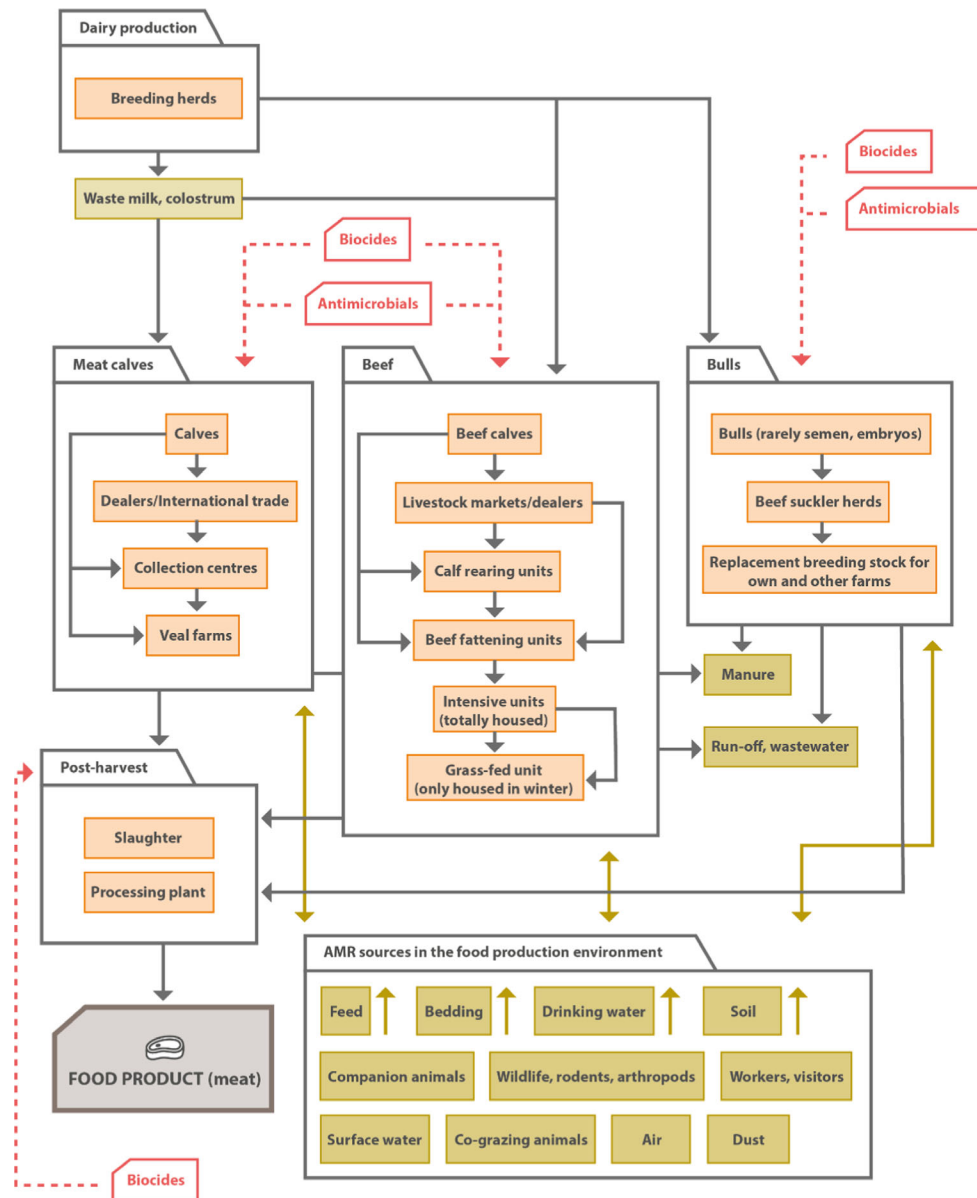 Dairy production
Breeding herds
Waste milk, colostrum
Biocides
Antimicrobials
Biocides
Antimicrobials
Meat calves
Calves
Dealers/International trade
Collection centres
Veal farms
Beef
Beef calves
Livestock markets/dealers
Calf rearing units
Beef fattening units
Intensive units
(totally housed)
Grass-fed unit
(only housed in winter)
Bulls
Bulls (rarely semen, embryos)
Beef suckler herds
Replacement breeding stock for
own and other farms
Manure
Run-off, wastewater
Post-harvest
Slaughter
Processing plant
FOOD PRODUCT (meat)
Biocides
AMR sources in the food production environment
Feed
Bedding
Drinking water
Soil
Companion animals
Wildlife, rodents, arthropods
Workers, visitors
Surface water
Co-grazing animals
Air
Dust